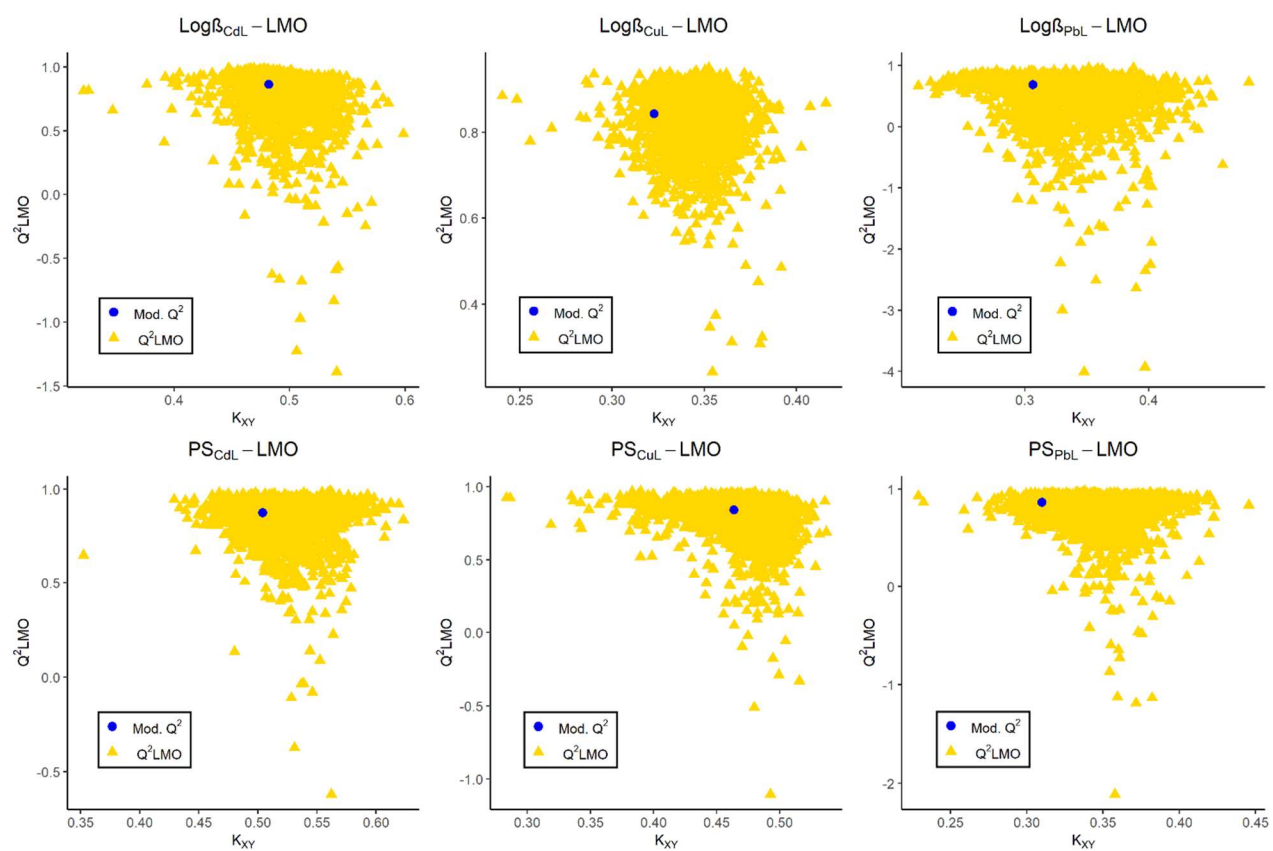 Logß_CdL − LMO
Q²LMO
1.0
0.5
0.0
-0.5
-1.0
-1.5
0.4 0.5 0.6
K_XY
Mod. Q²
Q²LMO
Logß_CuL − LMO
Q²LMO
0.8
0.6
0.4
0.25 0.30 0.35 0.40
K_XY
Mod. Q²
Q²LMO
Logß_PbL − LMO
Q²LMO
1
0
-1
-2
-3
-4
0.3 0.4
K_XY
Mod. Q²
Q²LMO
PS_CdL − LMO
Q²LMO
1.0
0.5
0.0
-0.5
0.35 0.40 0.45 0.50 0.55 0.60
K_XY
Mod. Q²
Q²LMO
PS_CuL − LMO
Q²LMO
1.0
0.5
0.0
-0.5
-1.0
0.30 0.35 0.40 0.45 0.50
K_XY
Mod. Q²
Q²LMO
PS_PbL − LMO
Q²LMO
1
0
-1
-2
0.25 0.30 0.35 0.40 0.45
K_XY
Mod. Q²
Q²LMO